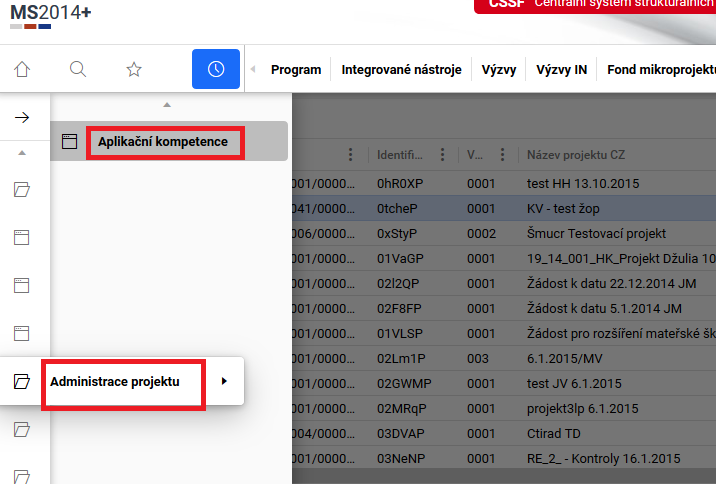 MS2014+
CSSF Centrální systém strukturálních
Program Integrované nástroje Výzvy Výzvy IN Fond mikroprojektu
Aplikační kompetence
Administrace projektu
Identifi... V... Název projektu CZ
001/0000... 0hR0XP 0001 test HH 13.10.2015
041/0000... 0tcheP 0001 KV - test žop
006/0000... 0xStyP 0002 Šmucr Testovací projekt
001/0000... 01VaGP 0001 19_14_001_HK_Projekt Džulia 10
001/0000... 02l2QP 0001 Žádost k datu 22.12.2014 JM
001/0000... 02F8FP 0001 Žádost k datu 5.1.2014 JM
001/0000... 01VLSP 0001 Žádost pro rozšíření mateřské šk
001/0000... 02Lm1P 003 6.1.2015/MV
001/0000... 02GWMP 0001 test JV 6.1.2015
001/0000... 02MRqP 0001 projekt3lp 6.1.2015
004/0000... 03DVAP 0001 Ctirad TD
001/0000... 03NeNP 0001 RE_2_ - Kontroly 16.1.2015